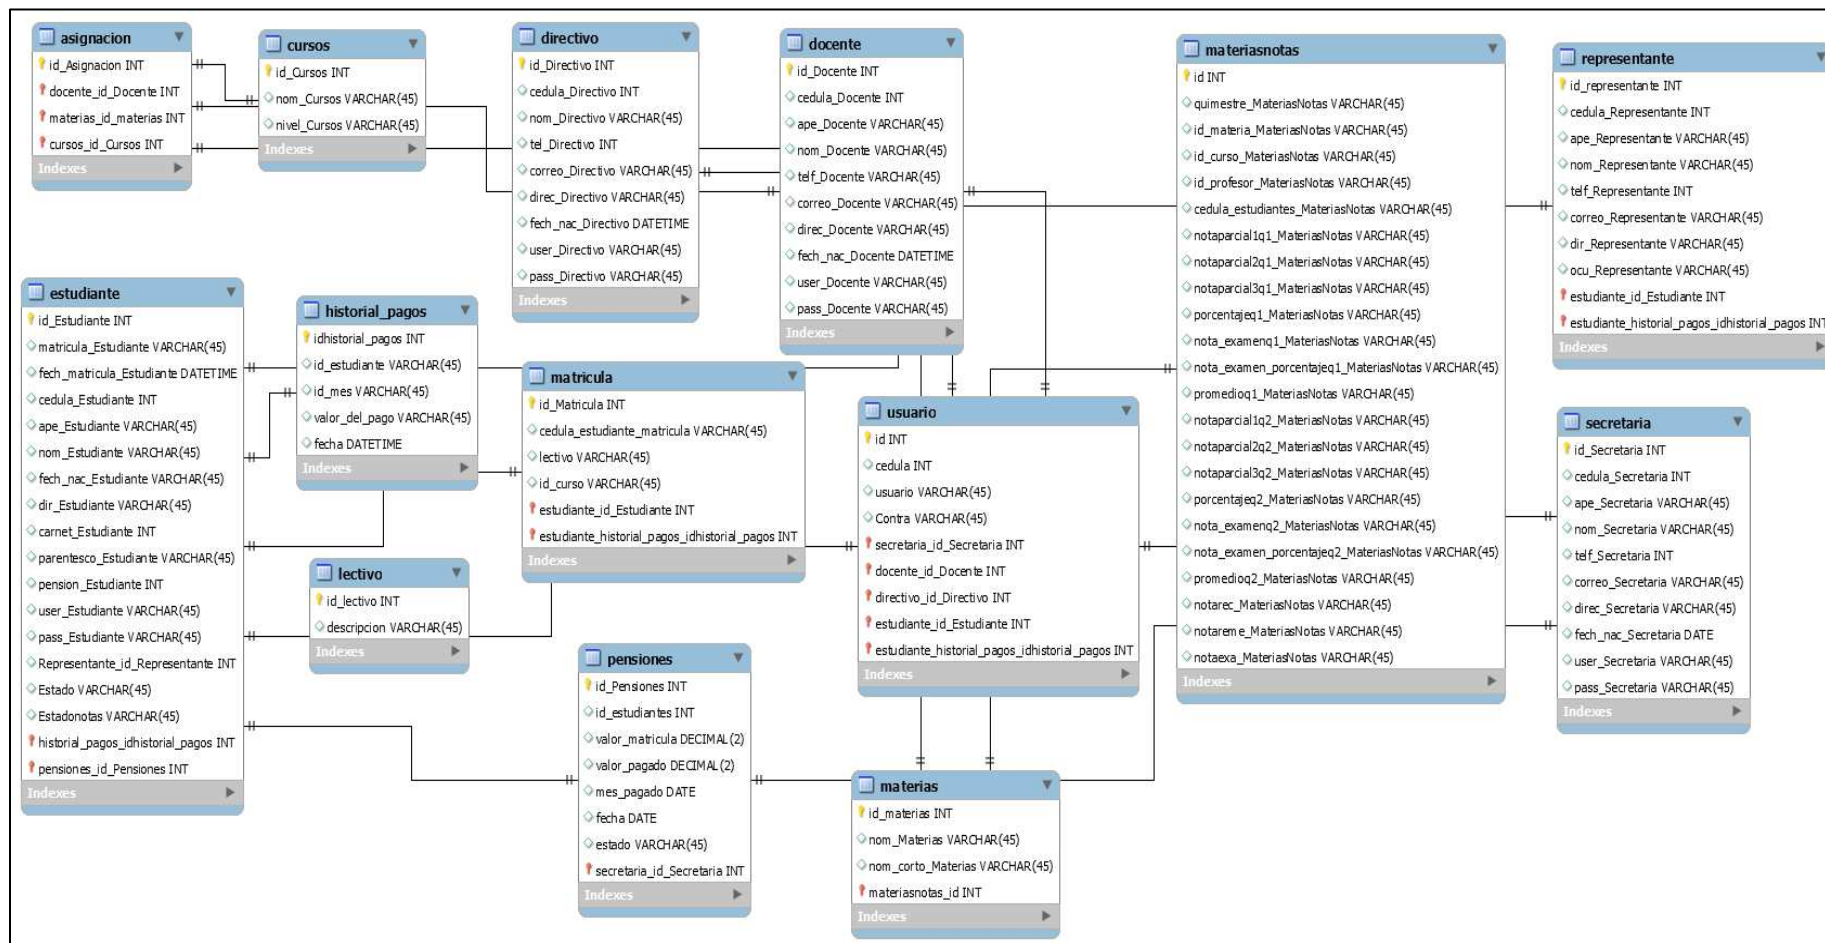 asignacion
id_Asignacion INT
docente_id_Docente INT
materias_id_materias INT
cursos_id_Cursos INT
Indexes
cursos
id_Cursos INT
nom_Cursos VARCHAR(45)
nivel_Cursos VARCHAR(45)
Indexes
directivo
id_Directivo INT
cedula_Directivo INT
nom_Directivo VARCHAR(45)
tel_Directivo INT
correo_Directivo VARCHAR(45)
direc_Directivo VARCHAR(45)
fech_nac_Directivo DATETIME
user_Directivo VARCHAR(45)
pass_Directivo VARCHAR(45)
Indexes
docente
id_Docente INT
cedula_Docente INT
ape_Docente VARCHAR(45)
nom_Docente VARCHAR(45)
telf_Docente VARCHAR(45)
correo_Docente VARCHAR(45)
direc_Docente VARCHAR(45)
fech_nac_Docente DATETIME
user_Docente VARCHAR(45)
pass_Docente VARCHAR(45)
Indexes
materiasnotas
id INT
quimestre_MateriasNotas VARCHAR(45)
id_materia_MateriasNotas VARCHAR(45)
id_curso_MateriasNotas VARCHAR(45)
id_profesor_MateriasNotas VARCHAR(45)
cedula_estudiantes_MateriasNotas VARCHAR(45)
notaparcial1q1_MateriasNotas VARCHAR(45)
notaparcial2q1_MateriasNotas VARCHAR(45)
notaparcial3q1_MateriasNotas VARCHAR(45)
porcentajeq1_MateriasNotas VARCHAR(45)
nota_examenq1_MateriasNotas VARCHAR(45)
nota_examen_porcentajeq1_MateriasNotas VARCHAR(45)
promedioq1_MateriasNotas VARCHAR(45)
notaparcial1q2_MateriasNotas VARCHAR(45)
notaparcial2q2_MateriasNotas VARCHAR(45)
notaparcial3q2_MateriasNotas VARCHAR(45)
porcentajeq2_MateriasNotas VARCHAR(45)
nota_examenq2_MateriasNotas VARCHAR(45)
nota_examen_porcentajeq2_MateriasNotas VARCHAR(45)
promedioq2_MateriasNotas VARCHAR(45)
notarec_MateriasNotas VARCHAR(45)
notareme_MateriasNotas VARCHAR(45)
notaexa_MateriasNotas VARCHAR(45)
Indexes
representante
id_representante INT
cedula_Representante INT
ape_Representante VARCHAR(45)
nom_Representante VARCHAR(45)
telf_Representante INT
correo_Representante VARCHAR(45)
dir_Representante VARCHAR(45)
ocu_Representante VARCHAR(45)
estudiante_id_Estudiante INT
estudiante_historial_pagos_idhistorial_pagos INT
Indexes
estudiante
id_Estudiante INT
matricula_Estudiante VARCHAR(45)
fech_matricula_Estudiante DATETIME
cedula_Estudiante INT
ape_Estudiante VARCHAR(45)
nom_Estudiante VARCHAR(45)
fech_nac_Estudiante VARCHAR(45)
dir_Estudiante VARCHAR(45)
carnet_Estudiante INT
parentesco_Estudiante VARCHAR(45)
pension_Estudiante INT
user_Estudiante VARCHAR(45)
pass_Estudiante VARCHAR(45)
Representante_id_Representante INT
Estado VARCHAR(45)
Estadonotas VARCHAR(45)
historial_pagos_idhistorial_pagos INT
pensiones_id_Pensiones INT
Indexes
historial_pagos
idhistorial_pagos INT
id_estudiante VARCHAR(45)
id_mes VARCHAR(45)
valor_del_pago VARCHAR(45)
fecha DATETIME
Indexes
matricula
id_Matricula INT
cedula_estudiante_matricula VARCHAR(45)
lectivo VARCHAR(45)
id_curso VARCHAR(45)
estudiante_id_Estudiante INT
estudiante_historial_pagos_idhistorial_pagos INT
Indexes
usuario
id INT
cedula INT
usuario VARCHAR(45)
Contra VARCHAR(45)
secretaria_id_Secretaria INT
docente_id_Docente INT
directivo_id_Directivo INT
estudiante_id_Estudiante INT
estudiante_historial_pagos_idhistorial_pagos INT
Indexes
secretaria
id_Secretaria INT
cedula_Secretaria INT
ape_Secretaria VARCHAR(45)
nom_Secretaria VARCHAR(45)
telf_Secretaria INT
correo_Secretaria VARCHAR(45)
direc_Secretaria VARCHAR(45)
fech_nac_Secretaria DATE
user_Secretaria VARCHAR(45)
pass_Secretaria VARCHAR(45)
Indexes
lectivo
id_lectivo INT
descripcion VARCHAR(45)
Indexes
pensiones
id_Pensiones INT
id_estudiantes INT
valor_matricula DECIMAL(2)
valor_pagado DECIMAL(2)
mes_pagado DATE
fecha DATE
estado VARCHAR(45)
secretaria_id_Secretaria INT
Indexes
materias
id_materias INT
nom_Materias VARCHAR(45)
nom_corto_Materias VARCHAR(45)
materiasnotas_id INT
Indexes